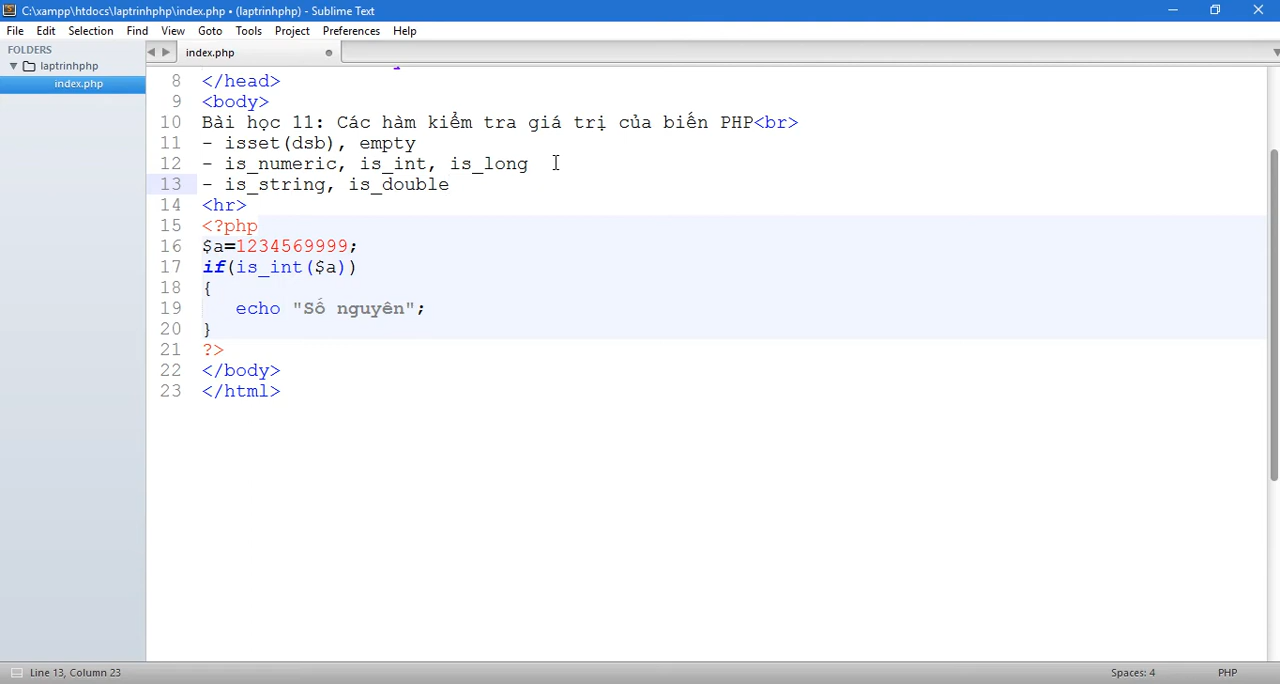 C:\xampp\htdocs\laptrinhphp\index.php • (laptrinhphp) - Sublime Text
File Edit Selection Find View Goto Tools Project Preferences Help
FOLDERS
laptrinhphp
index.php
index.php
8 </head>
9 <body>
10 Bài học 11: Các hàm kiểm tra giá trị của biến PHP<br>
11 - isset(dsb), empty
12 - is_numeric, is_int, is_long
13 - is_string, is_double
14 <hr>
15 <?php
16 $a=1234569999;
17 if(is_int($a))
18 {
19 echo "Số nguyên";
20 }
21 ?>
22 </body>
23 </html>
Line 13, Column 23
Spaces: 4
PHP